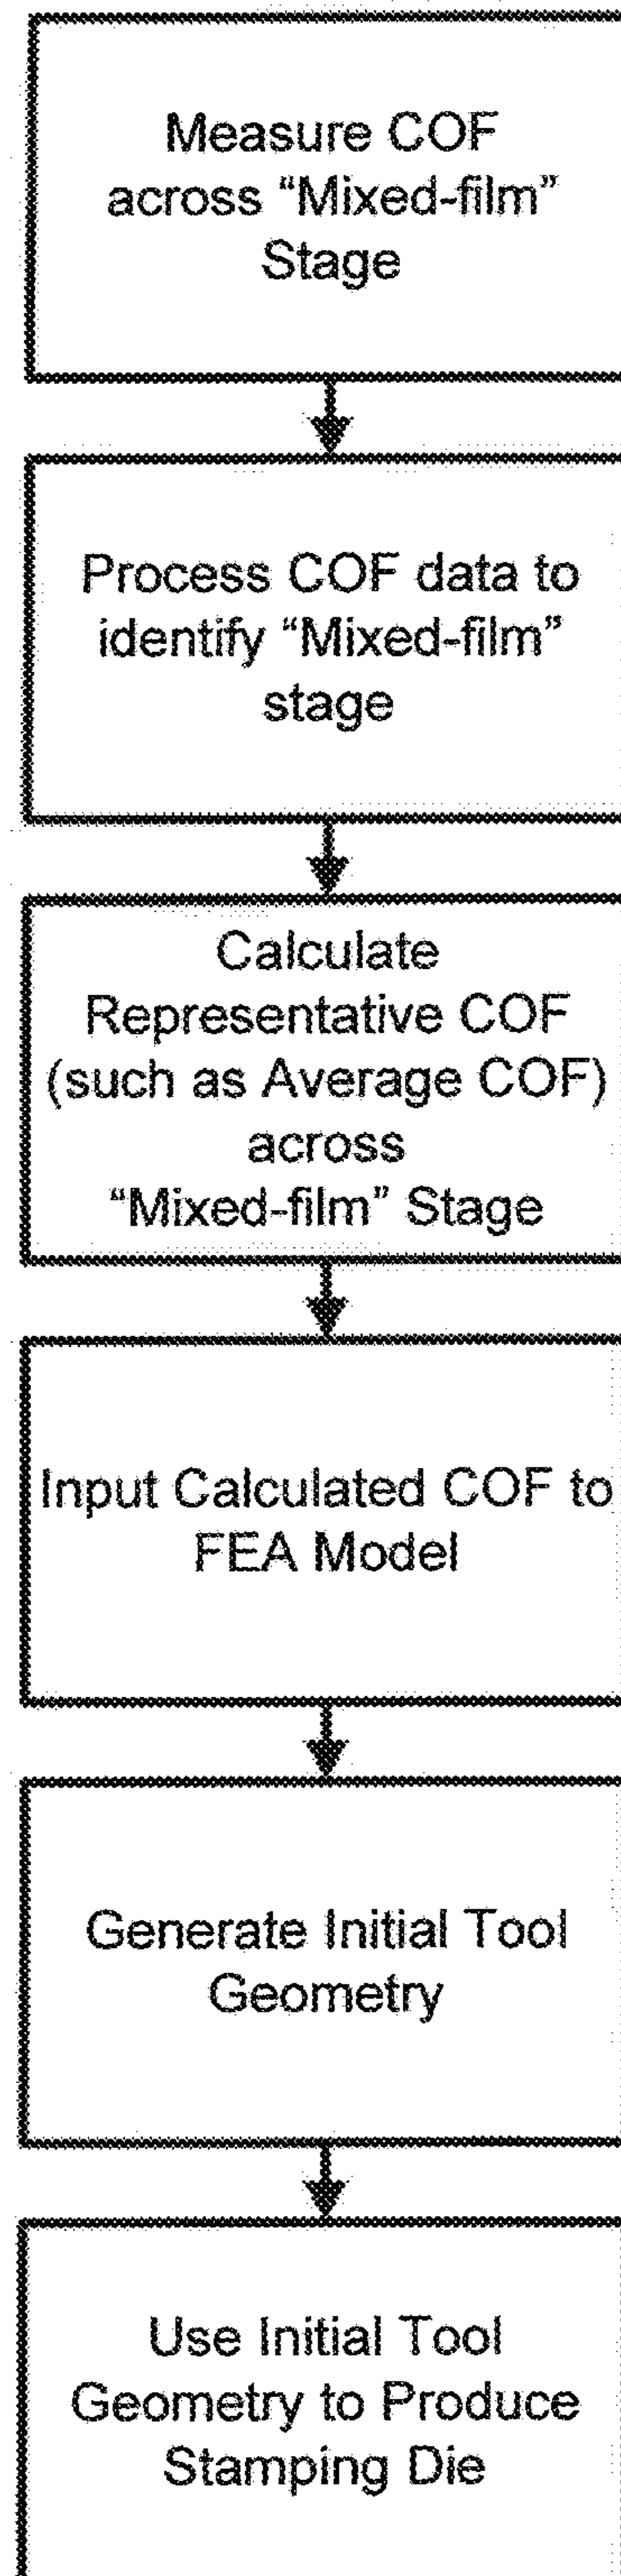 Measure COF
across “Mixed-film”
Stage
Process COF data to
identify “Mixed-film”
stage
Calculate
Representative COF
(such as Average COF)
across
“Mixed-film” Stage
Input Calculated COF to
FEA Model
Generate Initial Tool
Geometry
Use Initial Tool
Geometry to Produce
Stamping Die